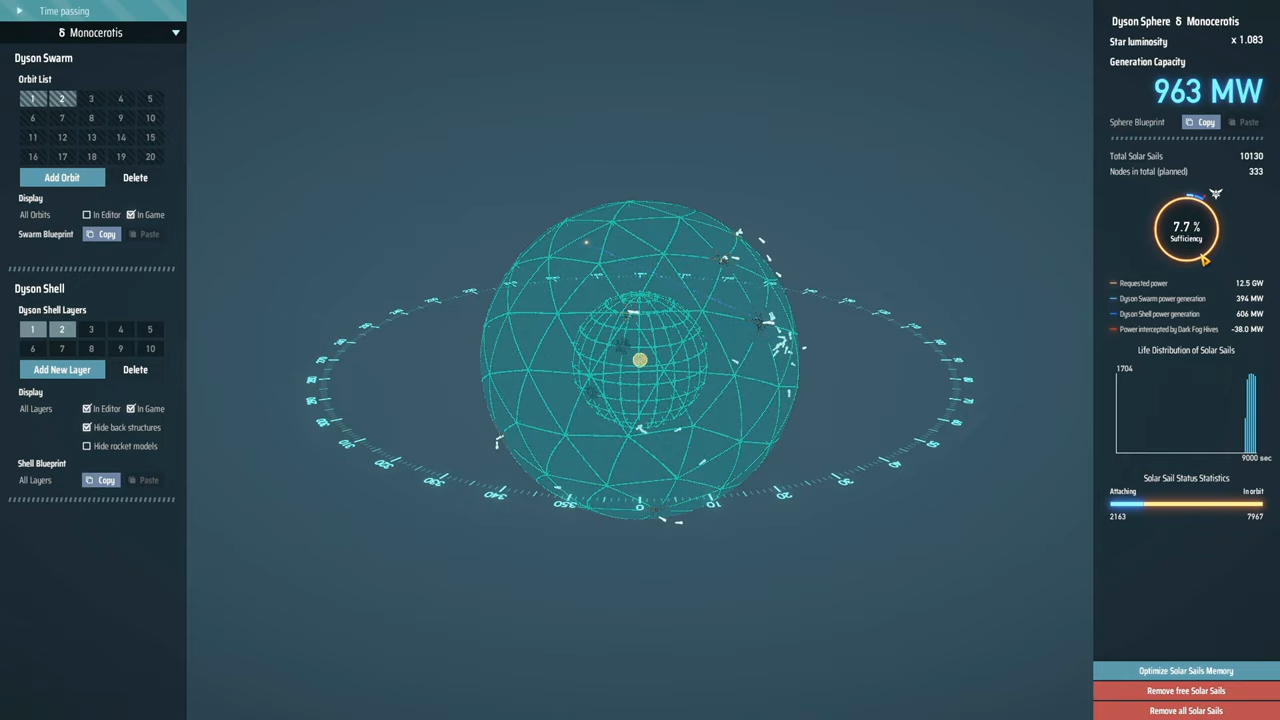 Time passing
δ Monocerotis
Dyson Swarm
Orbit List
1 2 3 4 5
6 7 8 9 10
11 12 13 14 15
16 17 18 19 20
Add Orbit Delete
Display
All Orbits In Editor In Game
Swarm Blueprint Copy Paste
Dyson Shell
Dyson Shell Layers
1 2 3 4 5
6 7 8 9 10
Add New Layer Delete
Display
All Layers In Editor In Game
Hide back structures
Hide rocket models
Shell Blueprint
All Layers Copy Paste
350 0 10
340 20
330 30
Dyson Sphere δ Monocerotis
Star luminosity x 1.083
Generation Capacity
963 MW
Sphere Blueprint Copy Paste
Total Solar Sails 10130
Nodes in total (planned) 333
7.7 %
Sufficiency
Requested power 12.5 GW
Dyson Swarm power generation 394 MW
Dyson Shell power generation 606 MW
Power intercepted by Dark Fog Hives -38.0 MW
Life Distribution of Solar Sails
1704
9000 sec
Solar Sail Status Statistics
Attaching In orbit
2163 7967
Optimize Solar Sails Memory
Remove free Solar Sails
Remove all Solar Sails